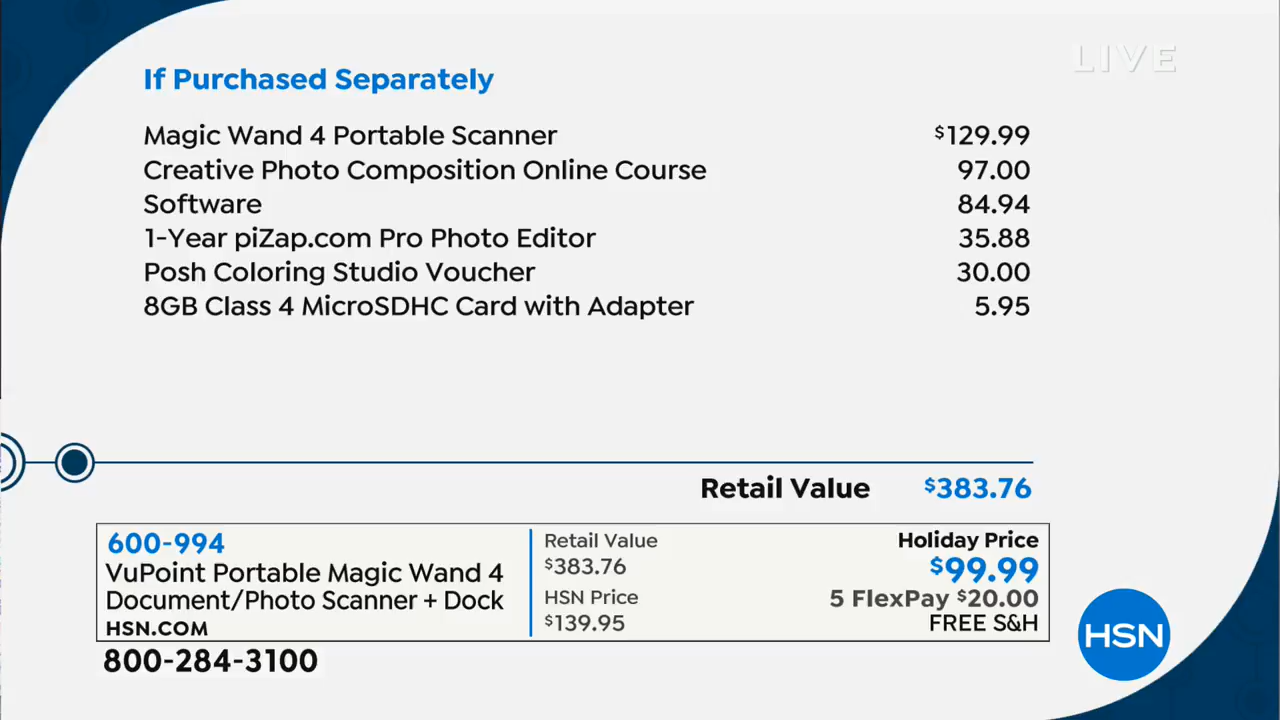 LIVE
If Purchased Separately
Magic Wand 4 Portable Scanner $129.99
Creative Photo Composition Online Course 97.00
Software 84.94
1-Year piZap.com Pro Photo Editor 35.88
Posh Coloring Studio Voucher 30.00
8GB Class 4 MicroSDHC Card with Adapter 5.95
Retail Value $383.76
600-994
VuPoint Portable Magic Wand 4
Document/Photo Scanner + Dock
HSN.COM
Retail Value
$383.76
HSN Price
$139.95
Holiday Price
$99.99
5 FlexPay $20.00
FREE S&H
800-284-3100
HSN